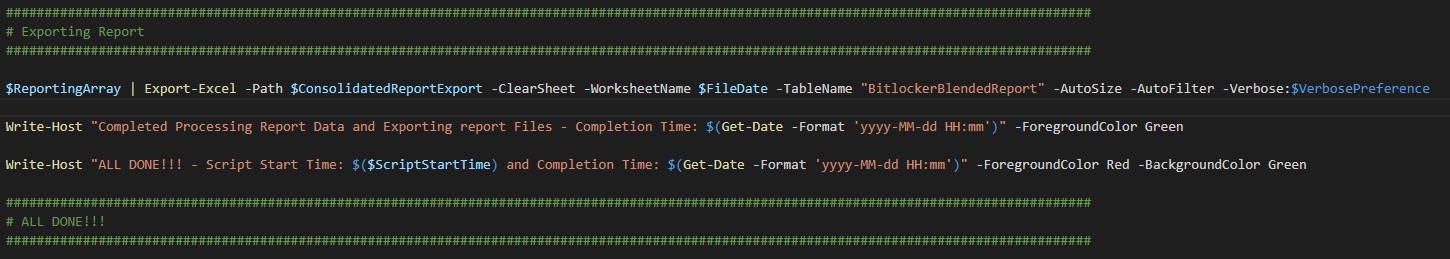 ##############################################################################################################################################
# Exporting Report
##############################################################################################################################################
$ReportingArray | Export-Excel -Path $ConsolidatedReportExport -ClearSheet -WorksheetName $FileDate -TableName "BitlockerBlendedReport" -AutoSize -AutoFilter -Verbose:$VerbosePreference
Write-Host "Completed Processing Report Data and Exporting report Files - Completion Time: $(Get-Date -Format 'yyyy-MM-dd HH:mm')" -ForegroundColor Green
Write-Host "ALL DONE!!! - Script Start Time: $($ScriptStartTime) and Completion Time: $(Get-Date -Format 'yyyy-MM-dd HH:mm')" -ForegroundColor Red -BackgroundColor Green
##############################################################################################################################################
# ALL DONE!!!
##############################################################################################################################################